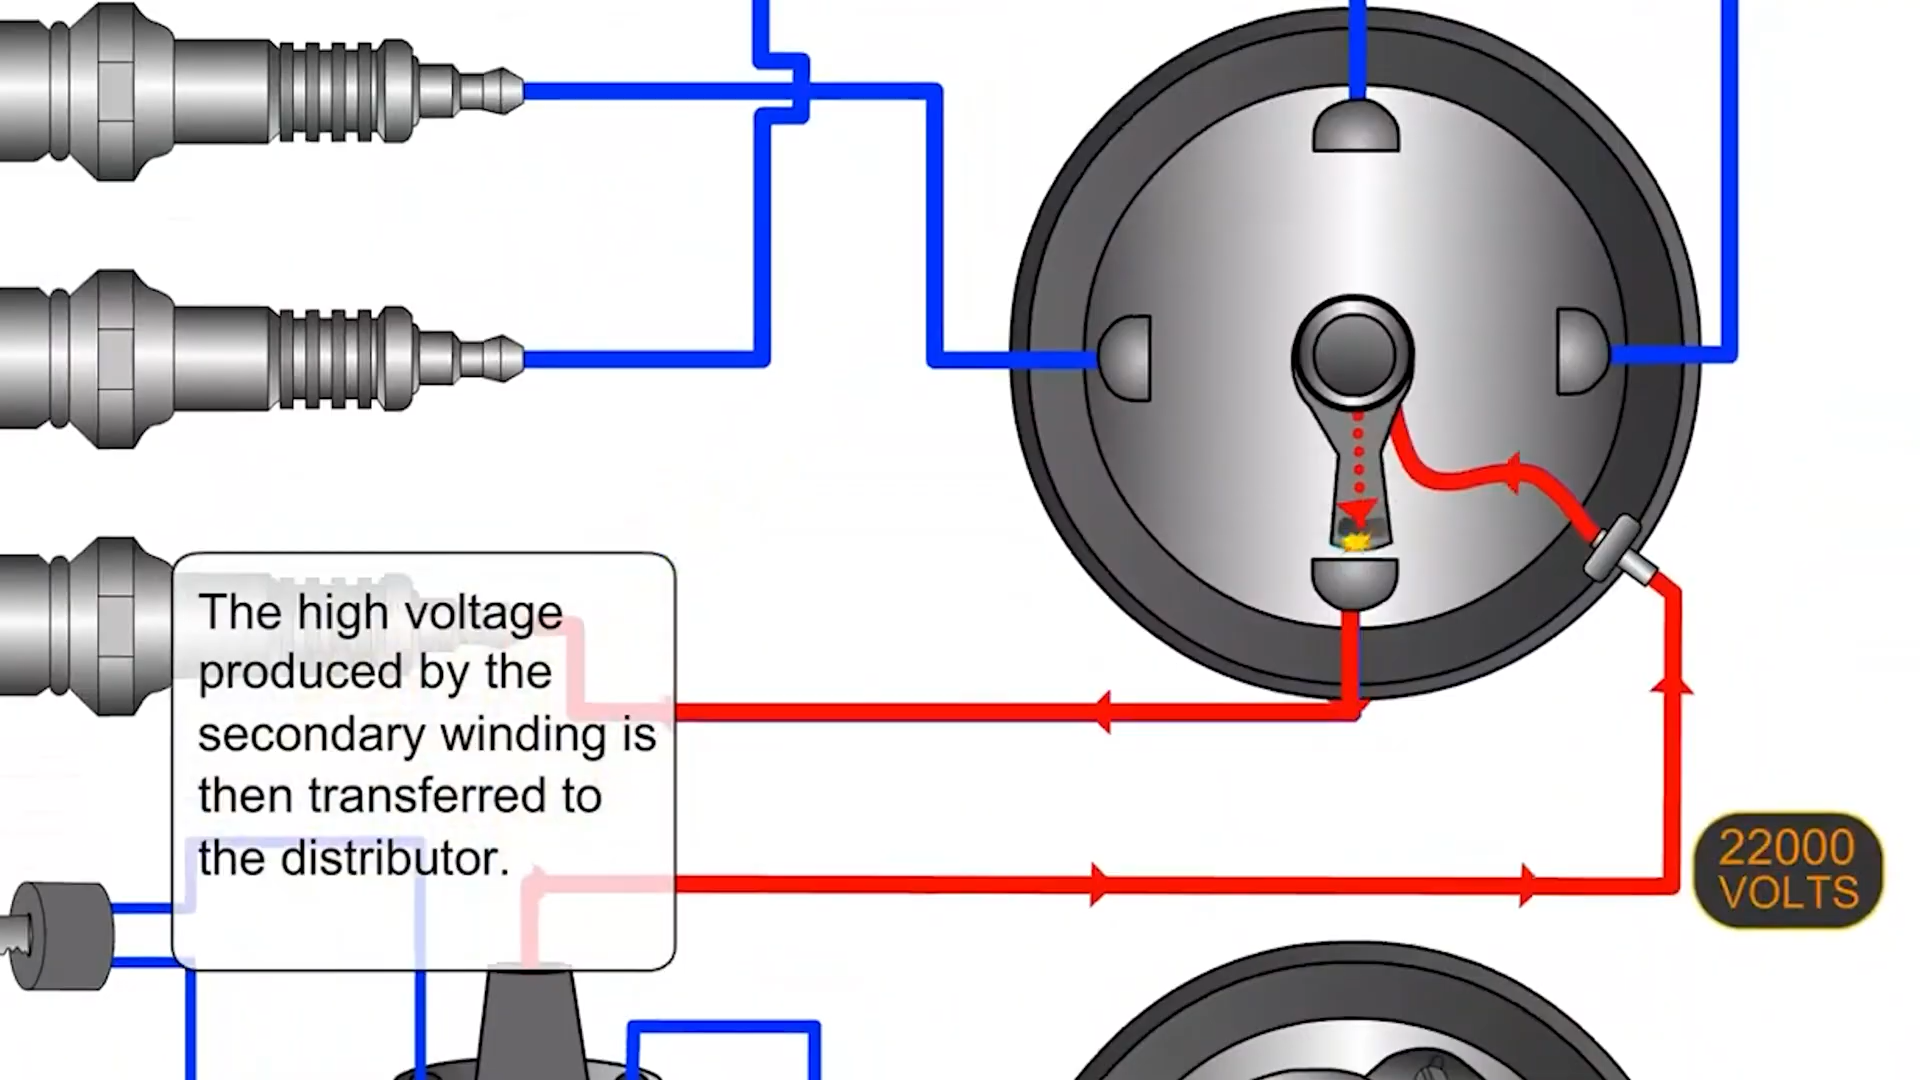 The high voltage
produced by the
secondary winding is
then transferred to
the distributor.
22000
VOLTS